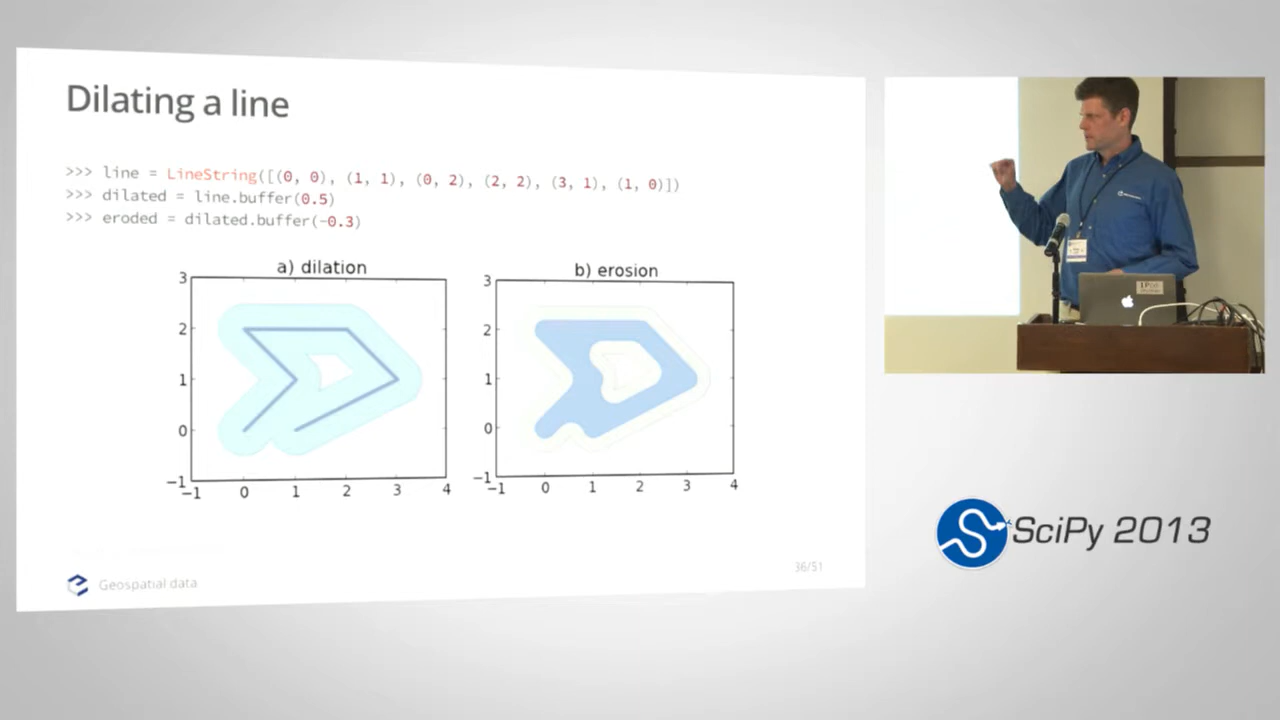 Dilating a line
>>> line = LineString([(0, 0), (1, 1), (0, 2), (2, 2), (3, 1), (1, 0)])
>>> dilated = line.buffer(0.5)
>>> eroded = dilated.buffer(-0.3)
a) dilation
3
2
1
0
−1
−1 0 1 2 3 4
b) erosion
3
2
1
0
−1
−1 0 1 2 3 4
Geospatial data
36/51
SciPy 2013